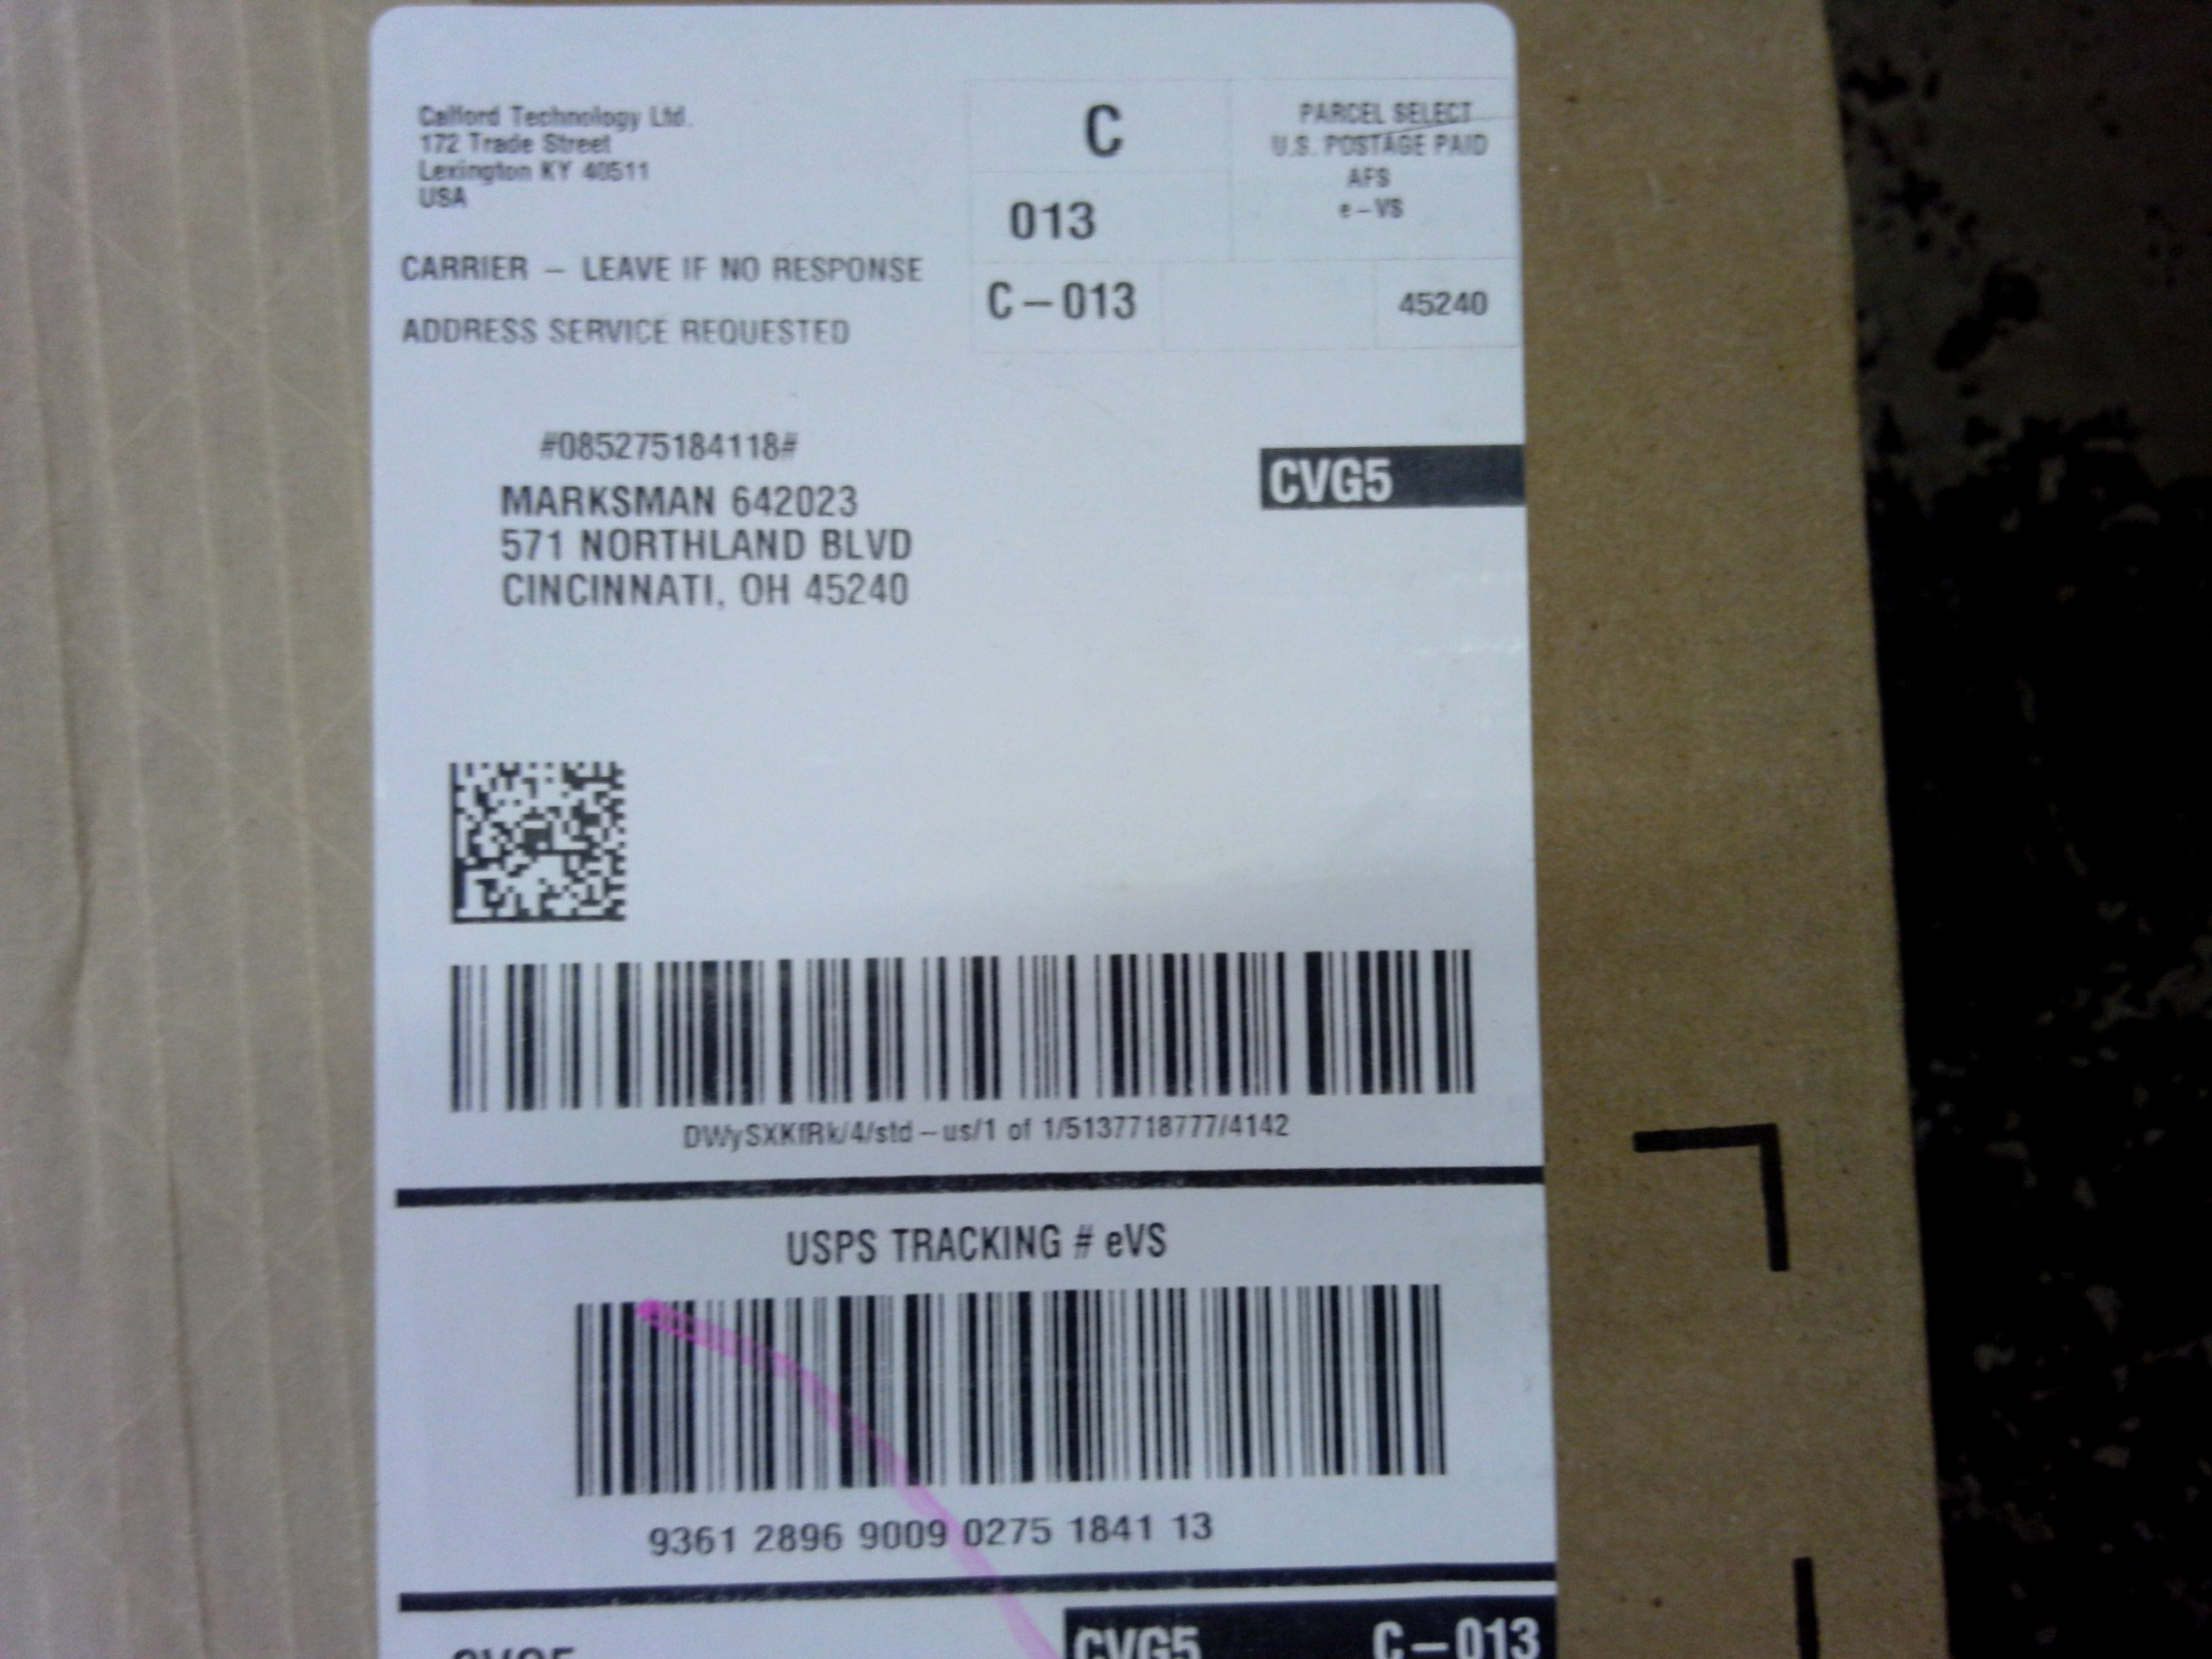 Calford Technology Ltd.
172 Trade Street
Lexington KY 40511
USA
CARRIER – LEAVE IF NO RESPONSE
ADDRESS SERVICE REQUESTED
C
013
C – 013
PARCEL SELECT
U.S. POSTAGE PAID
AFS
e – VS
45240
#085275184118#
MARKSMAN 642023
571 NORTHLAND BLVD
CINCINNATI, OH 45240
CVG5
DWySXKfRk/4/std – us/1 of 1/5137718777/4142
USPS TRACKING # eVS
9361 2896 9009 0275 1841 13
CVG5
CVG5 C – 013